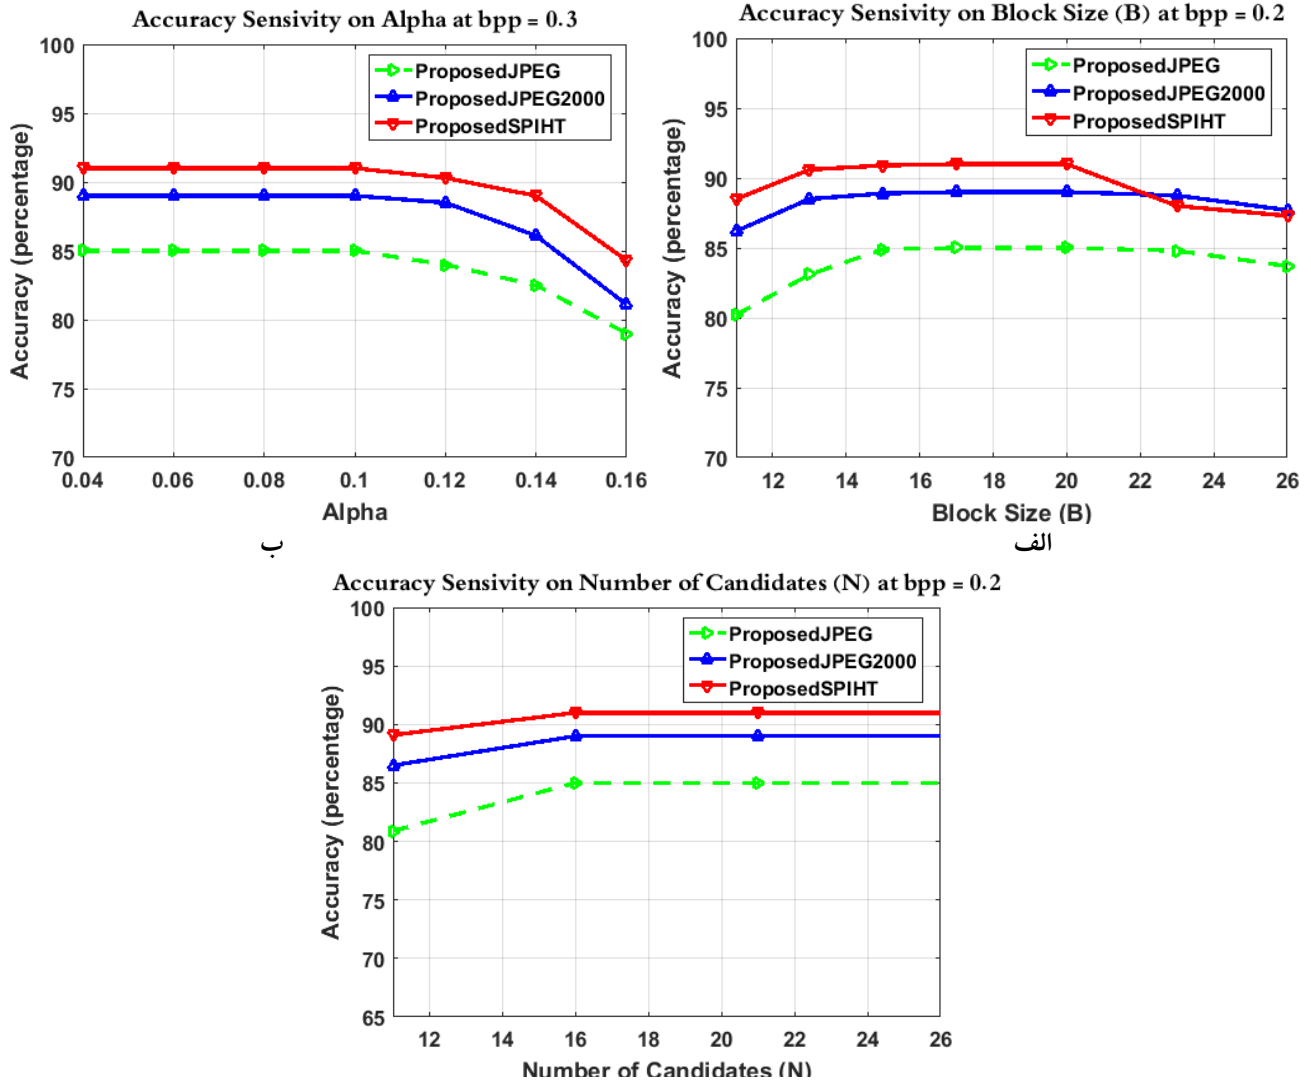 Accuracy Sensivity on Alpha at bpp = 0.3
100
95
90
85
80
75
70
Accuracy (percentage)
ProposedJPEG
ProposedJPEG2000
ProposedSPIHT
0.04 0.06 0.08 0.1 0.12 0.14 0.16
Alpha
ب
Accuracy Sensivity on Block Size (B) at bpp = 0.2
100
95
90
85
80
75
70
Accuracy (percentage)
ProposedJPEG
ProposedJPEG2000
ProposedSPIHT
12 14 16 18 20 22 24 26
Block Size (B)
الف
Accuracy Sensivity on Number of Candidates (N) at bpp = 0.2
100
95
90
85
80
75
70
65
Accuracy (percentage)
ProposedJPEG
ProposedJPEG2000
ProposedSPIHT
12 14 16 18 20 22 24 26
Number of Candidates (N)